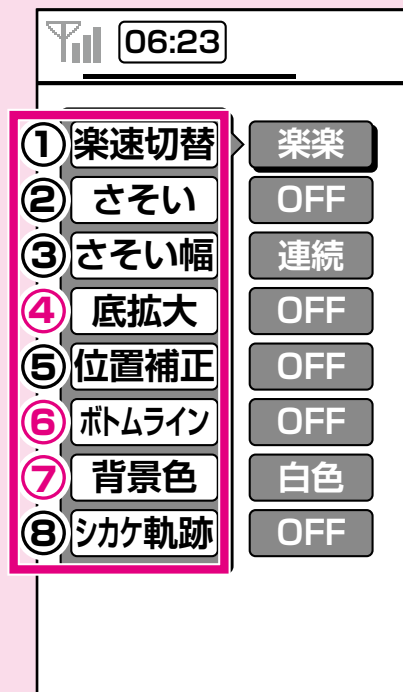 06:23
①楽速切替 楽楽
②さそい OFF
③さそい幅 連続
④底拡大 OFF
⑤位置補正 OFF
⑥ボトムライン OFF
⑦背景色 白色
⑧シカケ軌跡 OFF